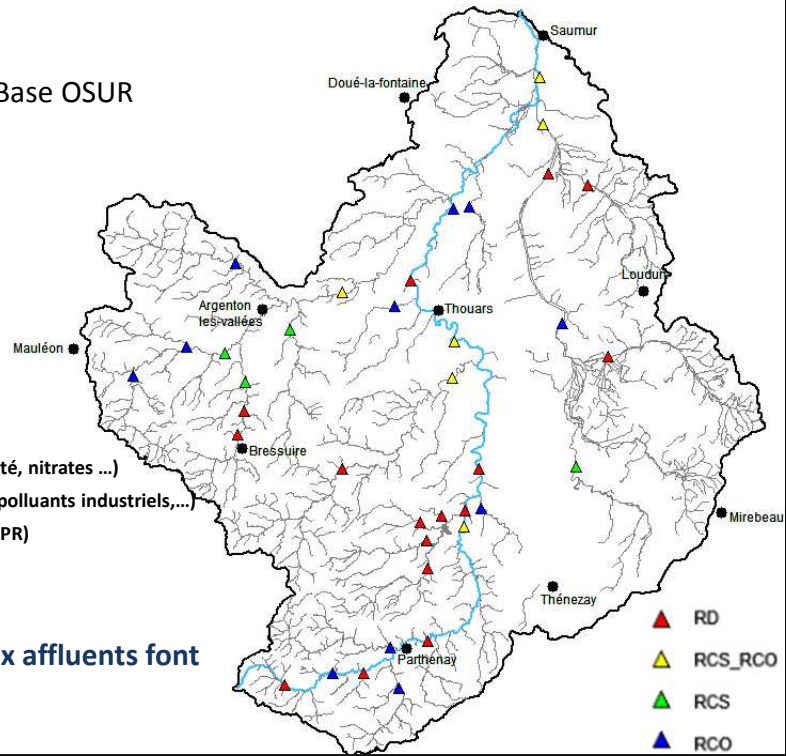 Saumur
Doué-la-fontaine
Base OSUR
Loudun
Argenton
les-vallées
Thouars
Mauléon
Bressuire
té, nitrates …)
polluants industriels,…)
Mirebeau
PR)
Thénezay
RD
x affluents font
Parthenay
RCS_RCO
RCS
RCO